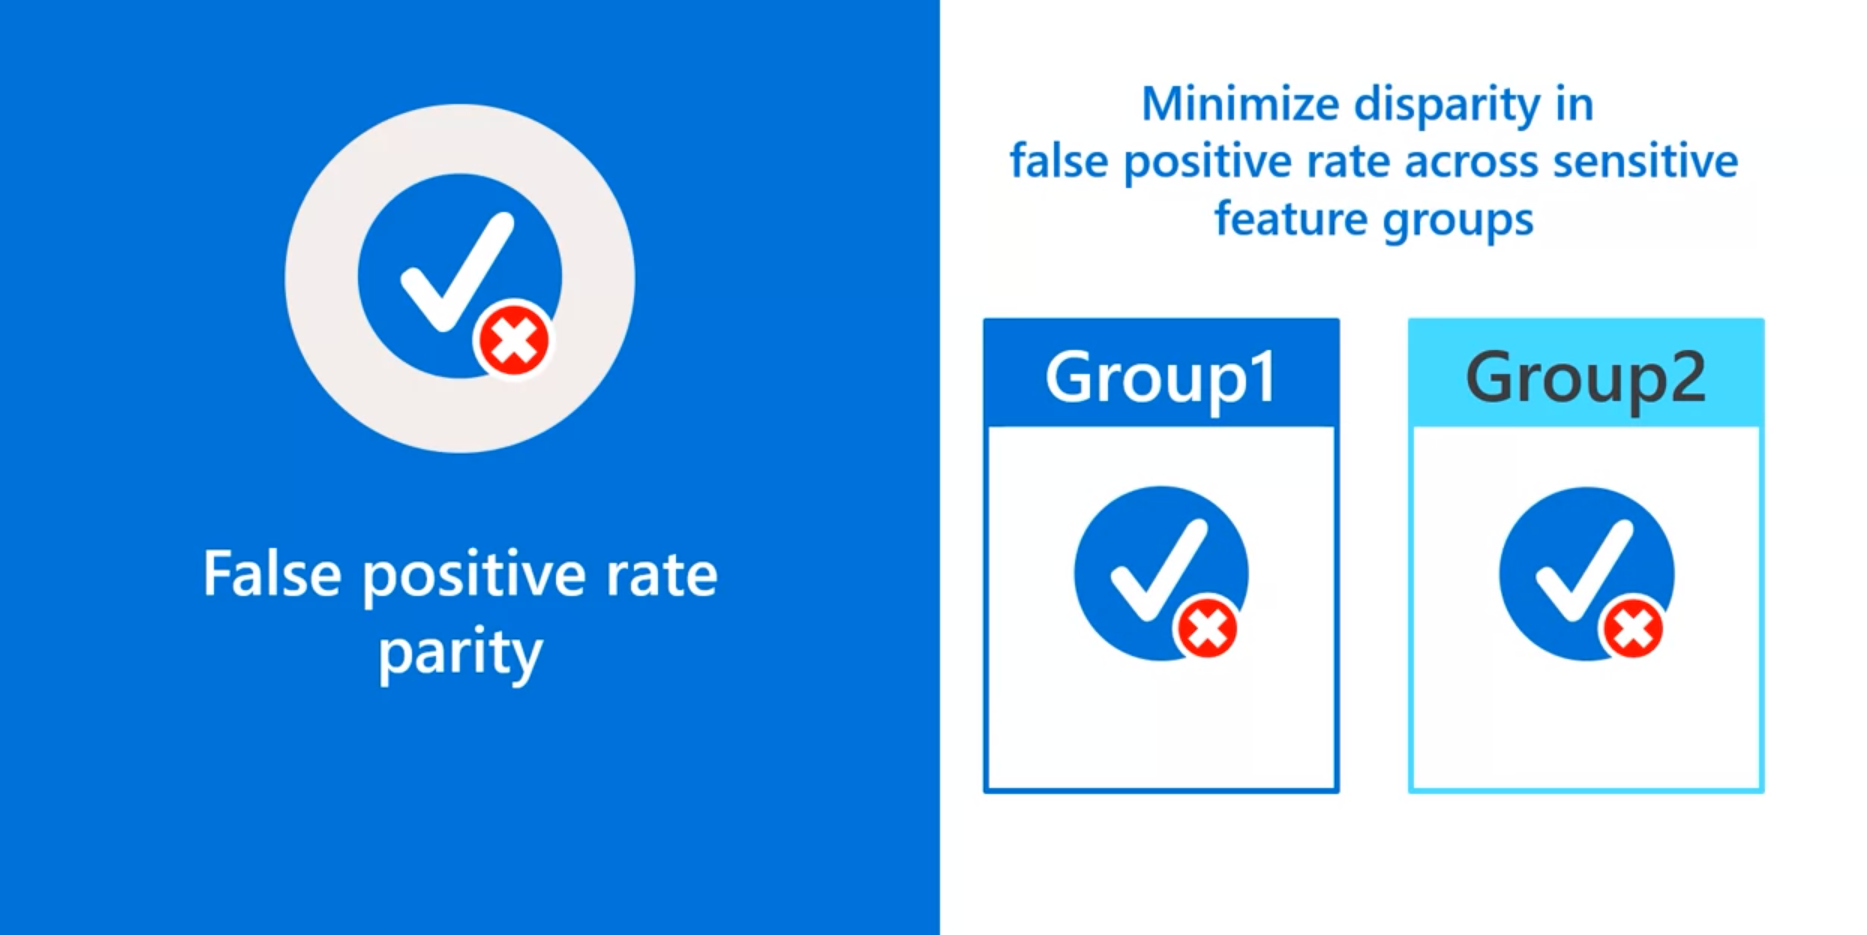 False positive rate
parity
Minimize disparity in
false positive rate across sensitive
feature groups
Group1
Group2